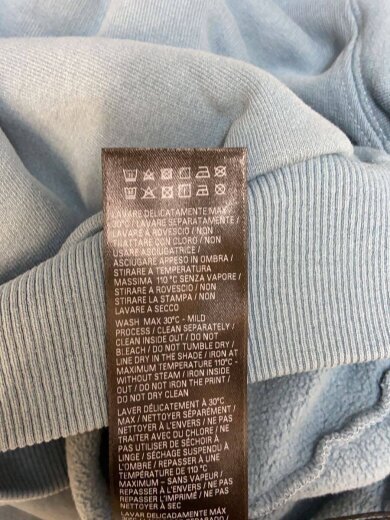 LAVARE DELICATAMENTE MAX
30°C / LAVARE SEPARATAMENTE /
LAVARE A ROVESCIO / NON
TRATTARE CON CLORO / NON
USARE ASCIUGATRICE /
ASCIUGARE APPESO IN OMBRA /
STIRARE A TEMPERATURA
MASSIMA 110°C SENZA VAPORE /
STIRARE A ROVESCIO / NON
STIRARE LA STAMPA / NON
LAVARE A SECCO
WASH MAX 30°C - MILD
PROCESS / CLEAN SEPARATELY /
CLEAN INSIDE OUT / DO NOT
BLEACH / DO NOT TUMBLE DRY /
LINE DRY IN THE SHADE / IRON AT
MAXIMUM TEMPERATURE 110°C -
WITHOUT STEAM / IRON INSIDE
OUT / DO NOT IRON THE PRINT /
DO NOT DRY CLEAN
LAVER DÉLICATEMENT À 30°C
MAX / NETTOYER SÉPARÉMENT /
NETTOYER À L'ENVERS / NE PAS
TRAITER AVEC DU CHLORE / NE
PAS UTILISER DE SÉCHOIR À
LINGE / SÉCHAGE SUSPENDU À
L'OMBRE / REPASSER À UNE
TEMPÉRATURE DE 110°C
MAXIMUM – SANS VAPEUR /
REPASSER À L'ENVERS / NE PAS
REPASSER L'IMPRIMÉ / NE PAS
NETTOYER À SEC
LAVAR DELICADAMENTE MÁX